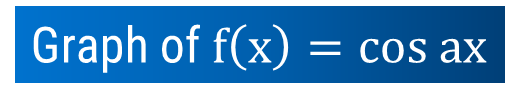 Graph of f(x) = cos ax